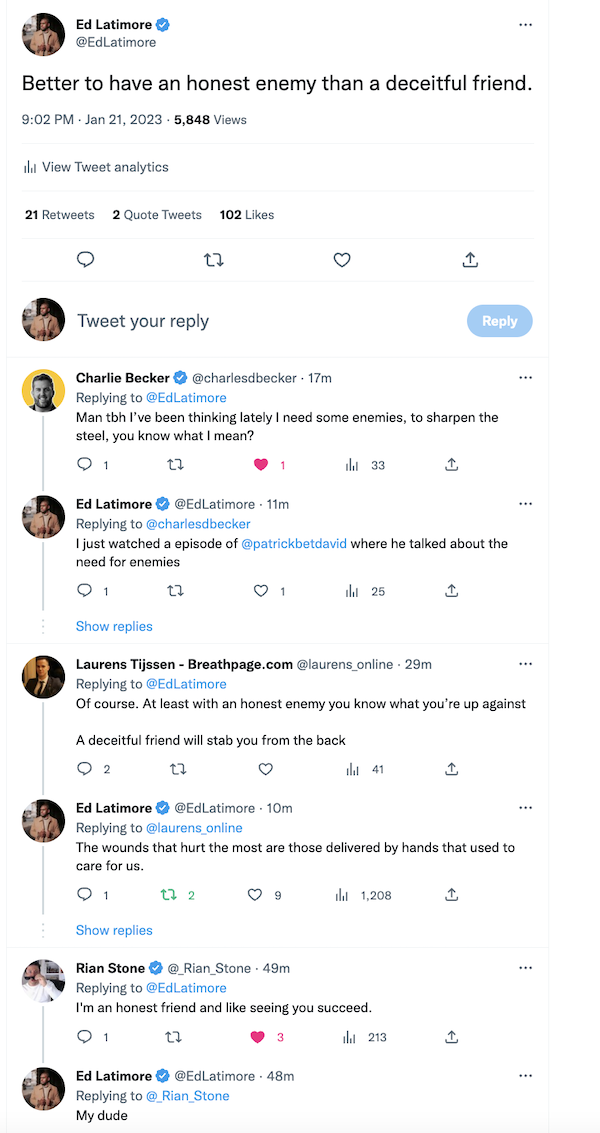 Ed Latimore
@EdLatimore
Better to have an honest enemy than a deceitful friend.
9:02 PM · Jan 21, 2023 · 5,848 Views
View Tweet analytics
21 Retweets 2 Quote Tweets 102 Likes
Tweet your reply
Reply
Charlie Becker @charlesdbecker · 17m
Replying to @EdLatimore
Man tbh I've been thinking lately I need some enemies, to sharpen the
steel, you know what I mean?
1 1 33
Ed Latimore @EdLatimore · 11m
Replying to @charlesdbecker
I just watched a episode of @patrickbetdavid where he talked about the
need for enemies
1 1 25
Show replies
Laurens Tijssen - Breathpage.com @laurens_online · 29m
Replying to @EdLatimore
Of course. At least with an honest enemy you know what you're up against
A deceitful friend will stab you from the back
2 41
Ed Latimore @EdLatimore · 10m
Replying to @laurens_online
The wounds that hurt the most are those delivered by hands that used to
care for us.
1 2 9 1,208
Show replies
Rian Stone @_Rian_Stone · 49m
Replying to @EdLatimore
I'm an honest friend and like seeing you succeed.
1 3 213
Ed Latimore @EdLatimore · 48m
Replying to @_Rian_Stone
My dude